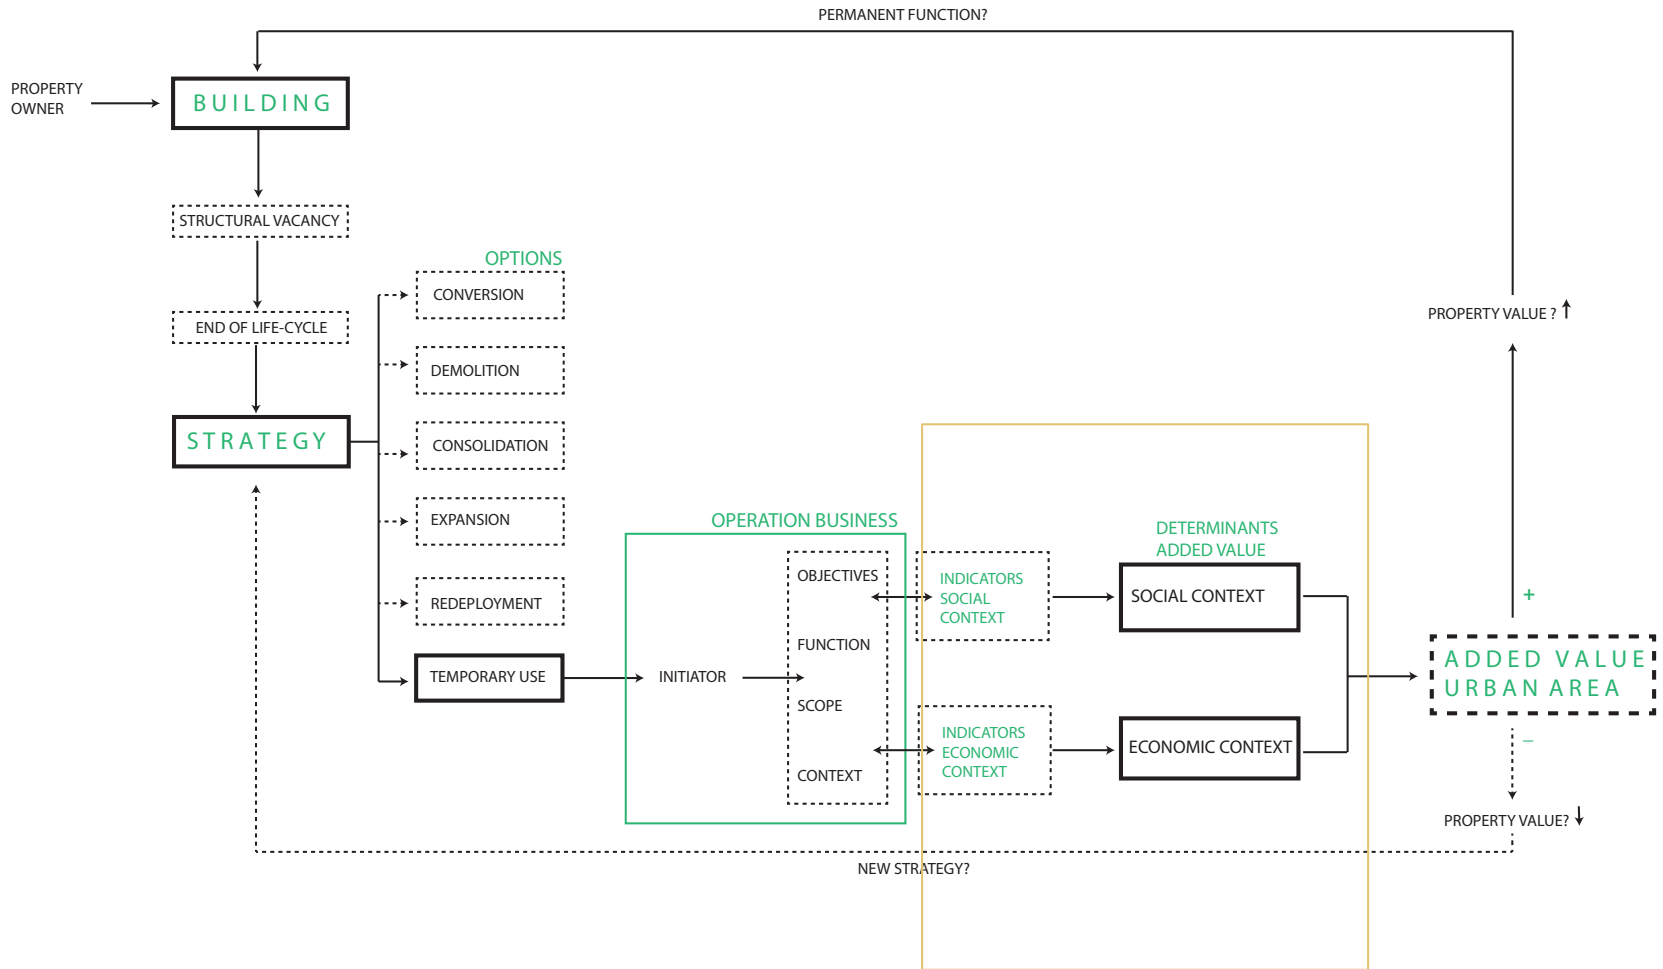 PERMANENT FUNCTION?
PROPERTY
OWNER
BUILDING
STRUCTURAL VACANCY
END OF LIFE-CYCLE
STRATEGY
OPTIONS
CONVERSION
DEMOLITION
CONSOLIDATION
EXPANSION
REDEPLOYMENT
TEMPORARY USE
OPERATION BUSINESS
INITIATOR
OBJECTIVES
FUNCTION
SCOPE
CONTEXT
INDICATORS
SOCIAL
CONTEXT
INDICATORS
ECONOMIC
CONTEXT
DETERMINANTS
ADDED VALUE
SOCIAL CONTEXT
ECONOMIC CONTEXT
PROPERTY VALUE ?
+
ADDED VALUE
URBAN AREA
–
PROPERTY VALUE?
NEW STRATEGY?